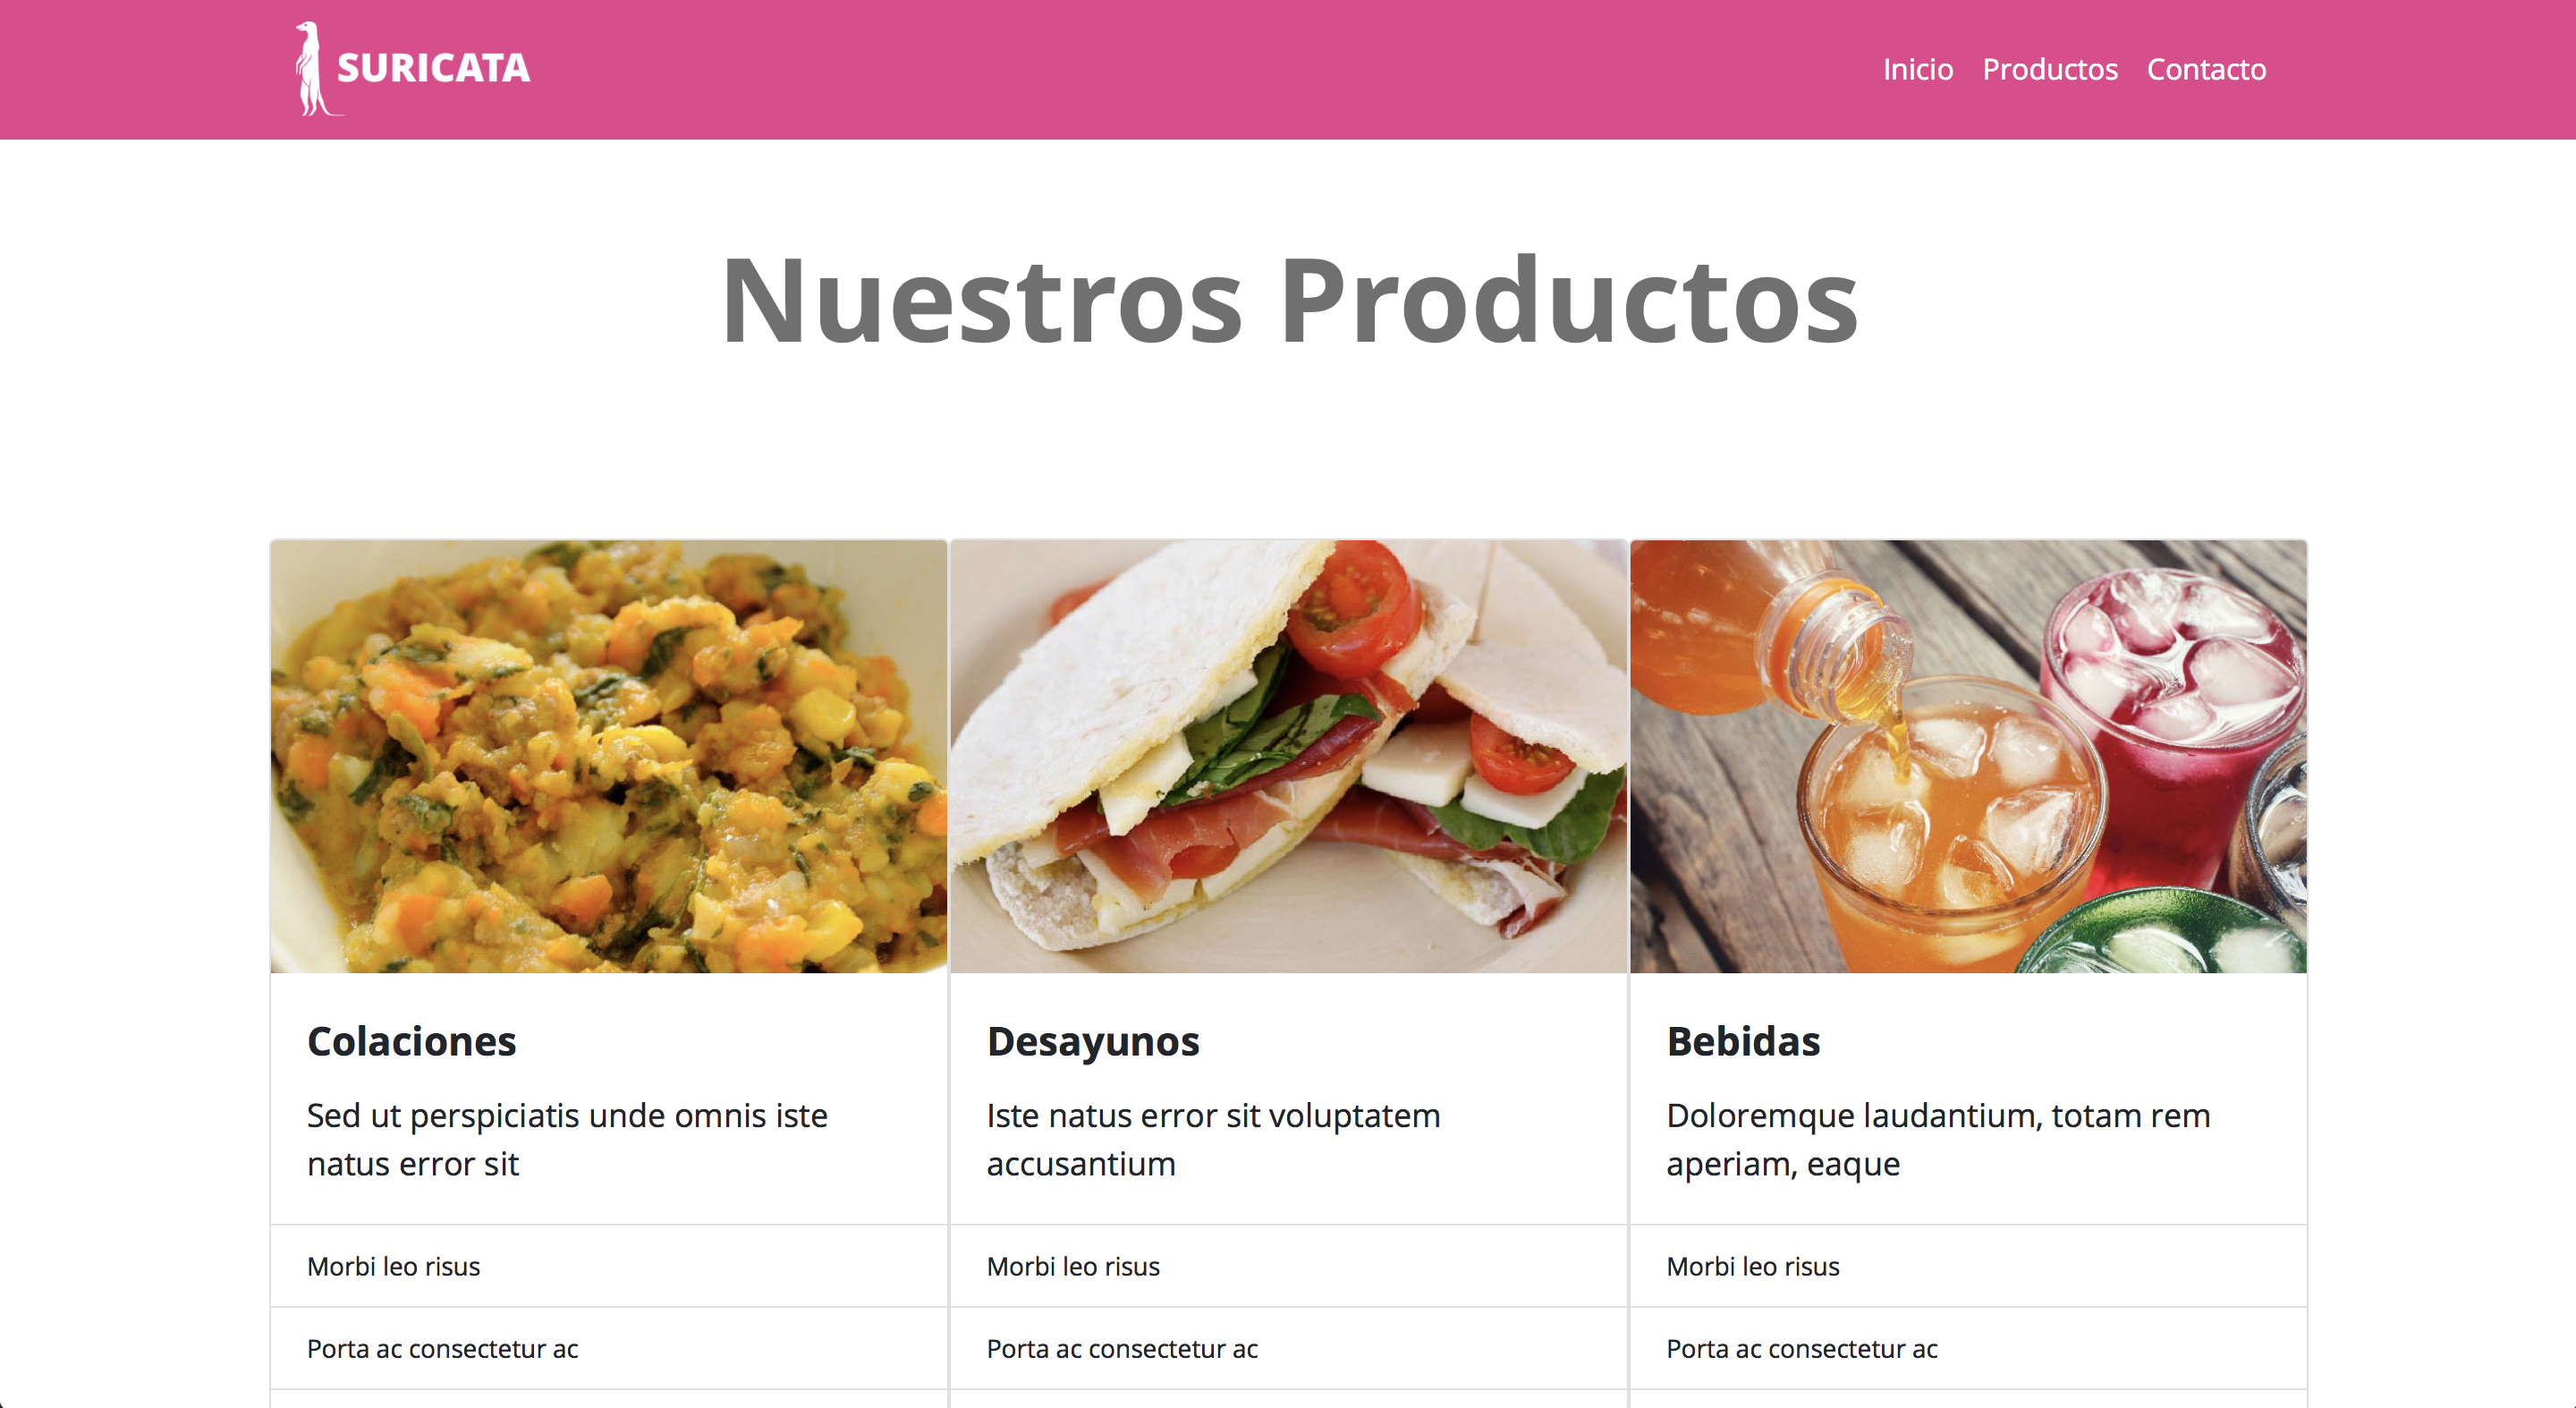 SURICATA
Inicio Productos Contacto
Nuestros Productos
Colaciones
Sed ut perspiciatis unde omnis iste
natus error sit
Morbi leo risus
Porta ac consectetur ac
Desayunos
Iste natus error sit voluptatem
accusantium
Morbi leo risus
Porta ac consectetur ac
Bebidas
Doloremque laudantium, totam rem
aperiam, eaque
Morbi leo risus
Porta ac consectetur ac